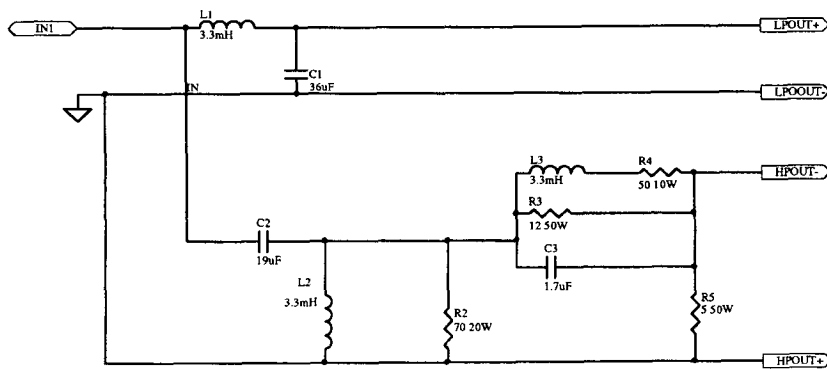 L1
IN1
3.3mH
LPOUT+
C1
IN
36uF
LPOOUT-
L3
R4
3.3mH
50 10W
HPOUT-
R3
12 50W
C2
19uF
C3
1.7uF
L2
3.3mH
R2
70 20W
R5
5 50W
HPOUT+